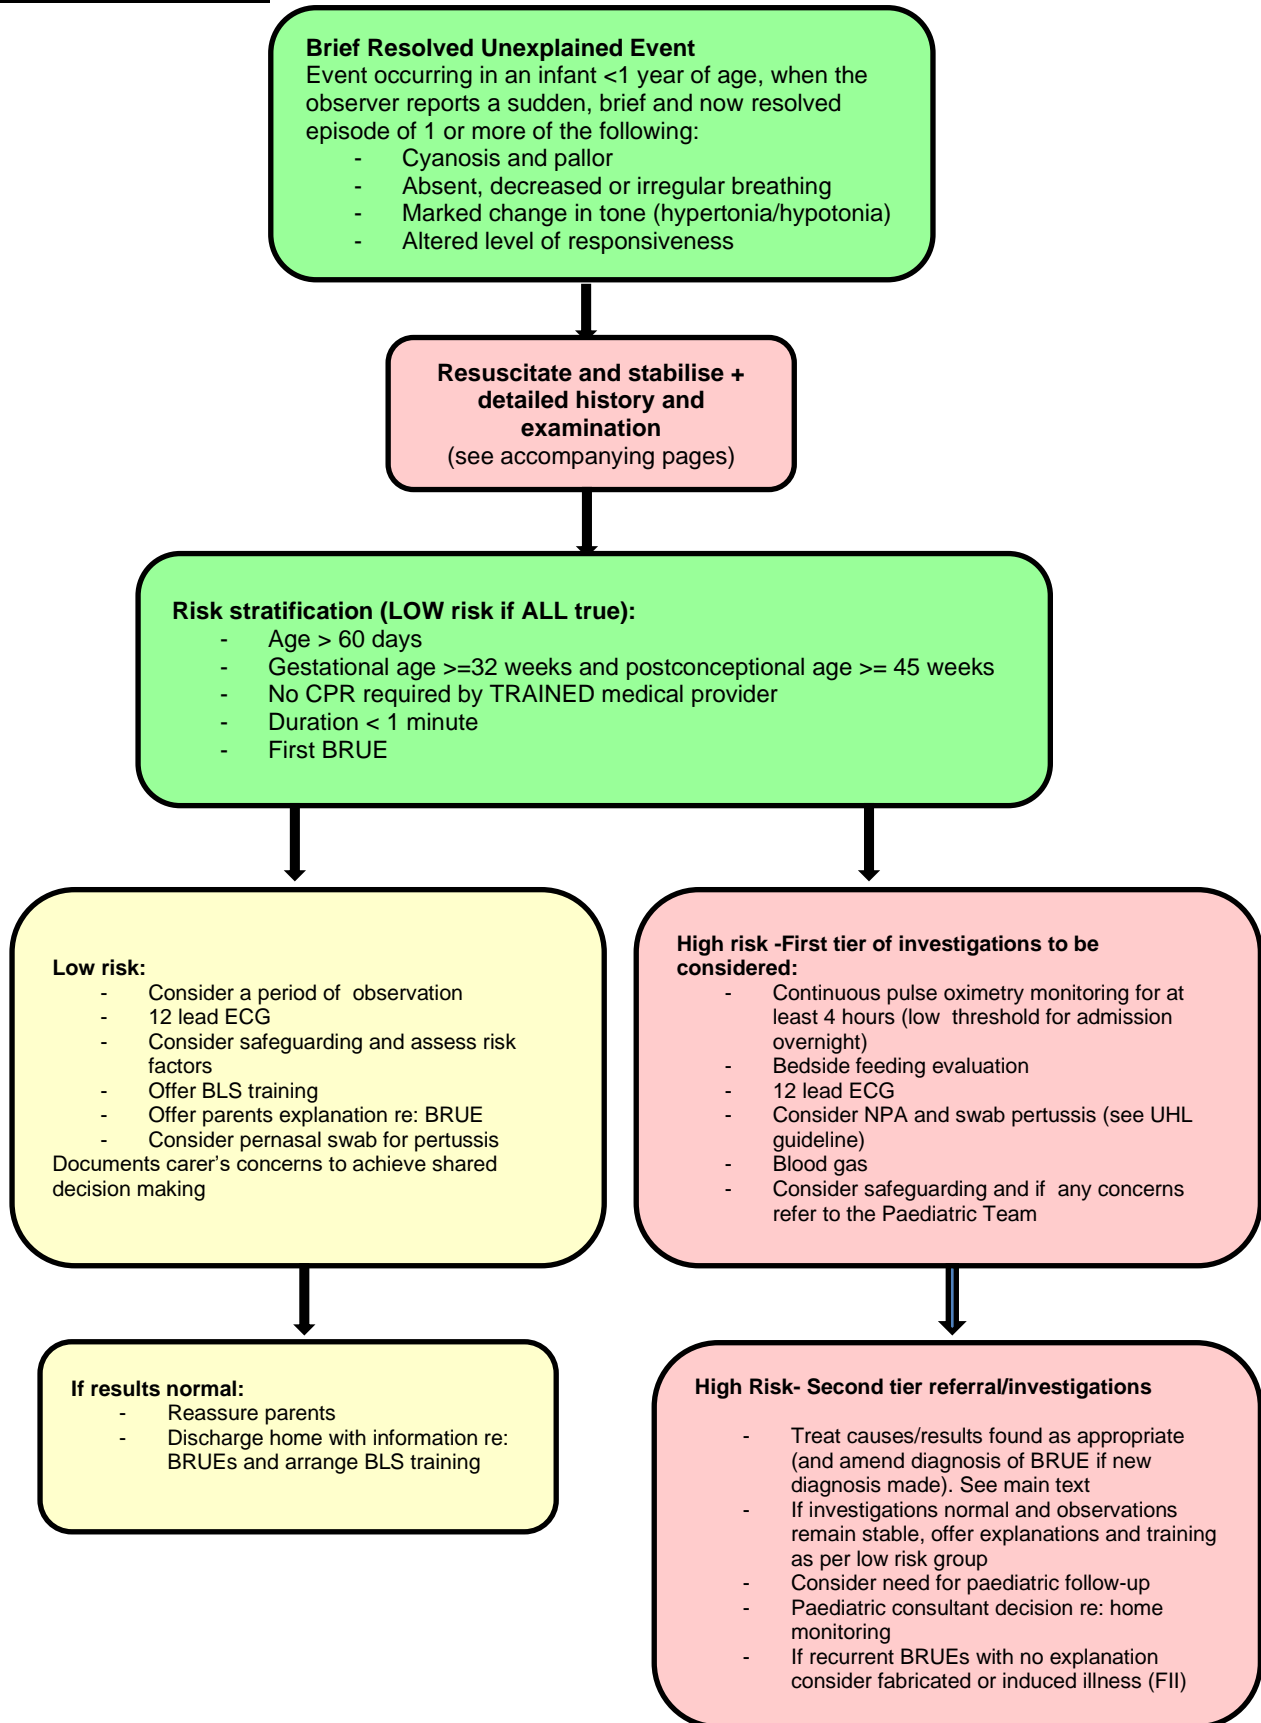 Brief Resolved Unexplained Event
Event occurring in an infant <1 year of age, when the
observer reports a sudden, brief and now resolved
episode of 1 or more of the following:
- Cyanosis and pallor
- Absent, decreased or irregular breathing
- Marked change in tone (hypertonia/hypotonia)
- Altered level of responsiveness
Resuscitate and stabilise +
detailed history and
examination
(see accompanying pages)
Risk stratification (LOW risk if ALL true):
- Age > 60 days
- Gestational age >=32 weeks and postconceptional age >= 45 weeks
- No CPR required by TRAINED medical provider
- Duration < 1 minute
- First BRUE
Low risk:
- Consider a period of observation
- 12 lead ECG
- Consider safeguarding and assess risk
factors
- Offer BLS training
- Offer parents explanation re: BRUE
- Consider pernasal swab for pertussis
Documents carer's concerns to achieve shared
decision making
If results normal:
- Reassure parents
- Discharge home with information re:
BRUEs and arrange BLS training
High risk -First tier of investigations to be
considered:
- Continuous pulse oximetry monitoring for at
least 4 hours (low threshold for admission
overnight)
- Bedside feeding evaluation
- 12 lead ECG
- Consider NPA and swab pertussis (see UHL
guideline)
- Blood gas
- Consider safeguarding and if any concerns
refer to the Paediatric Team
High Risk- Second tier referral/investigations
- Treat causes/results found as appropriate
(and amend diagnosis of BRUE if new
diagnosis made). See main text
- If investigations normal and observations
remain stable, offer explanations and training
as per low risk group
- Consider need for paediatric follow-up
- Paediatric consultant decision re: home
monitoring
- If recurrent BRUEs with no explanation
consider fabricated or induced illness (FII)